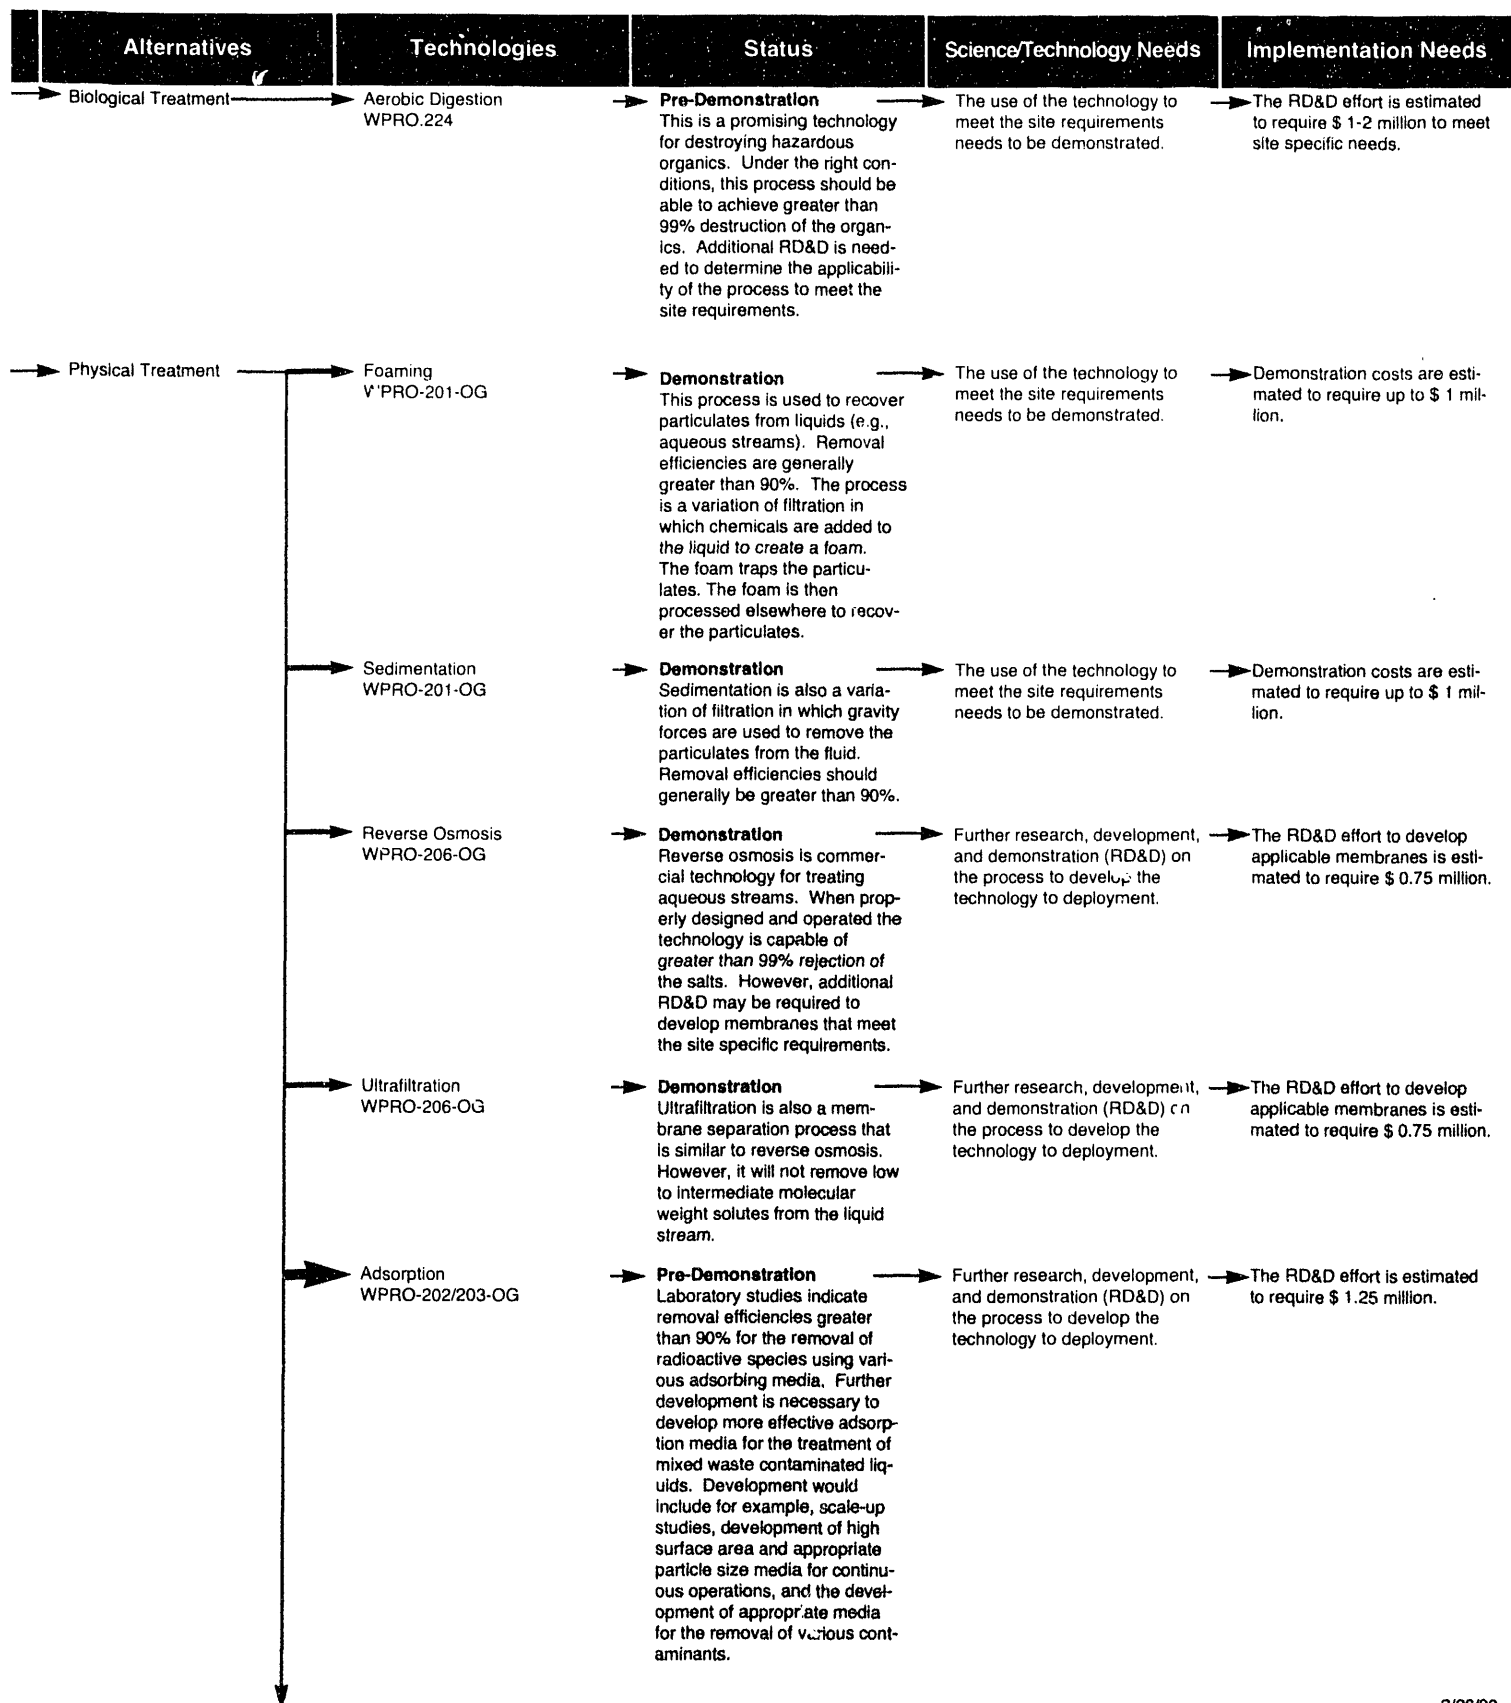 Alternatives
Technologies
Status
Science/Technology Needs
Implementation Needs
Biological Treatment
Aerobic Digestion
WPRO.224
Pre-Demonstration
This is a promising technology
for destroying hazardous
organics. Under the right con-
ditions, this process should be
able to achieve greater than
99% destruction of the organ-
ics. Additional RD&D is need-
ed to determine the applicabili-
ty of the process to meet the
site requirements.
The use of the technology to
meet the site requirements
needs to be demonstrated.
The RD&D effort is estimated
to require $ 1-2 million to meet
site specific needs.
Physical Treatment
Foaming
WPRO-201-OG
Demonstration
This process is used to recover
particulates from liquids (e.g.,
aqueous streams). Removal
efficiencies are generally
greater than 90%. The process
is a variation of filtration in
which chemicals are added to
the liquid to create a foam.
The foam traps the particu-
lates. The foam is then
processed elsewhere to recov-
er the particulates.
The use of the technology to
meet the site requirements
needs to be demonstrated.
Demonstration costs are esti-
mated to require up to $ 1 mil-
lion.
Sedimentation
WPRO-201-OG
Demonstration
Sedimentation is also a varia-
tion of filtration in which gravity
forces are used to remove the
particulates from the fluid.
Removal efficiencies should
generally be greater than 90%.
The use of the technology to
meet the site requirements
needs to be demonstrated.
Demonstration costs are esti-
mated to require up to $ 1 mil-
lion.
Reverse Osmosis
WPRO-206-OG
Demonstration
Reverse osmosis is commer-
cial technology for treating
aqueous streams. When prop-
erly designed and operated the
technology is capable of
greater than 99% rejection of
the salts. However, additional
RD&D may be required to
develop membranes that meet
the site specific requirements.
Further research, development,
and demonstration (RD&D) on
the process to develop the
technology to deployment.
The RD&D effort to develop
applicable membranes is esti-
mated to require $ 0.75 million.
Ultrafiltration
WPRO-206-OG
Demonstration
Ultrafiltration is also a mem-
brane separation process that
is similar to reverse osmosis.
However, it will not remove low
to intermediate molecular
weight solutes from the liquid
stream.
Further research, development,
and demonstration (RD&D) on
the process to develop the
technology to deployment.
The RD&D effort to develop
applicable membranes is esti-
mated to require $ 0.75 million.
Adsorption
WPRO-202/203-OG
Pre-Demonstration
Laboratory studies indicate
removal efficiencies greater
than 90% for the removal of
radioactive species using vari-
ous adsorbing media. Further
development is necessary to
develop more effective adsorp-
tion media for the treatment of
mixed waste contaminated liq-
uids. Development would
include for example, scale-up
studies, development of high
surface area and appropriate
particle size media for continu-
ous operations, and the devel-
opment of appropriate media
for the removal of various cont-
aminants.
Further research, development,
and demonstration (RD&D) on
the process to develop the
technology to deployment.
The RD&D effort is estimated
to require $ 1.25 million.